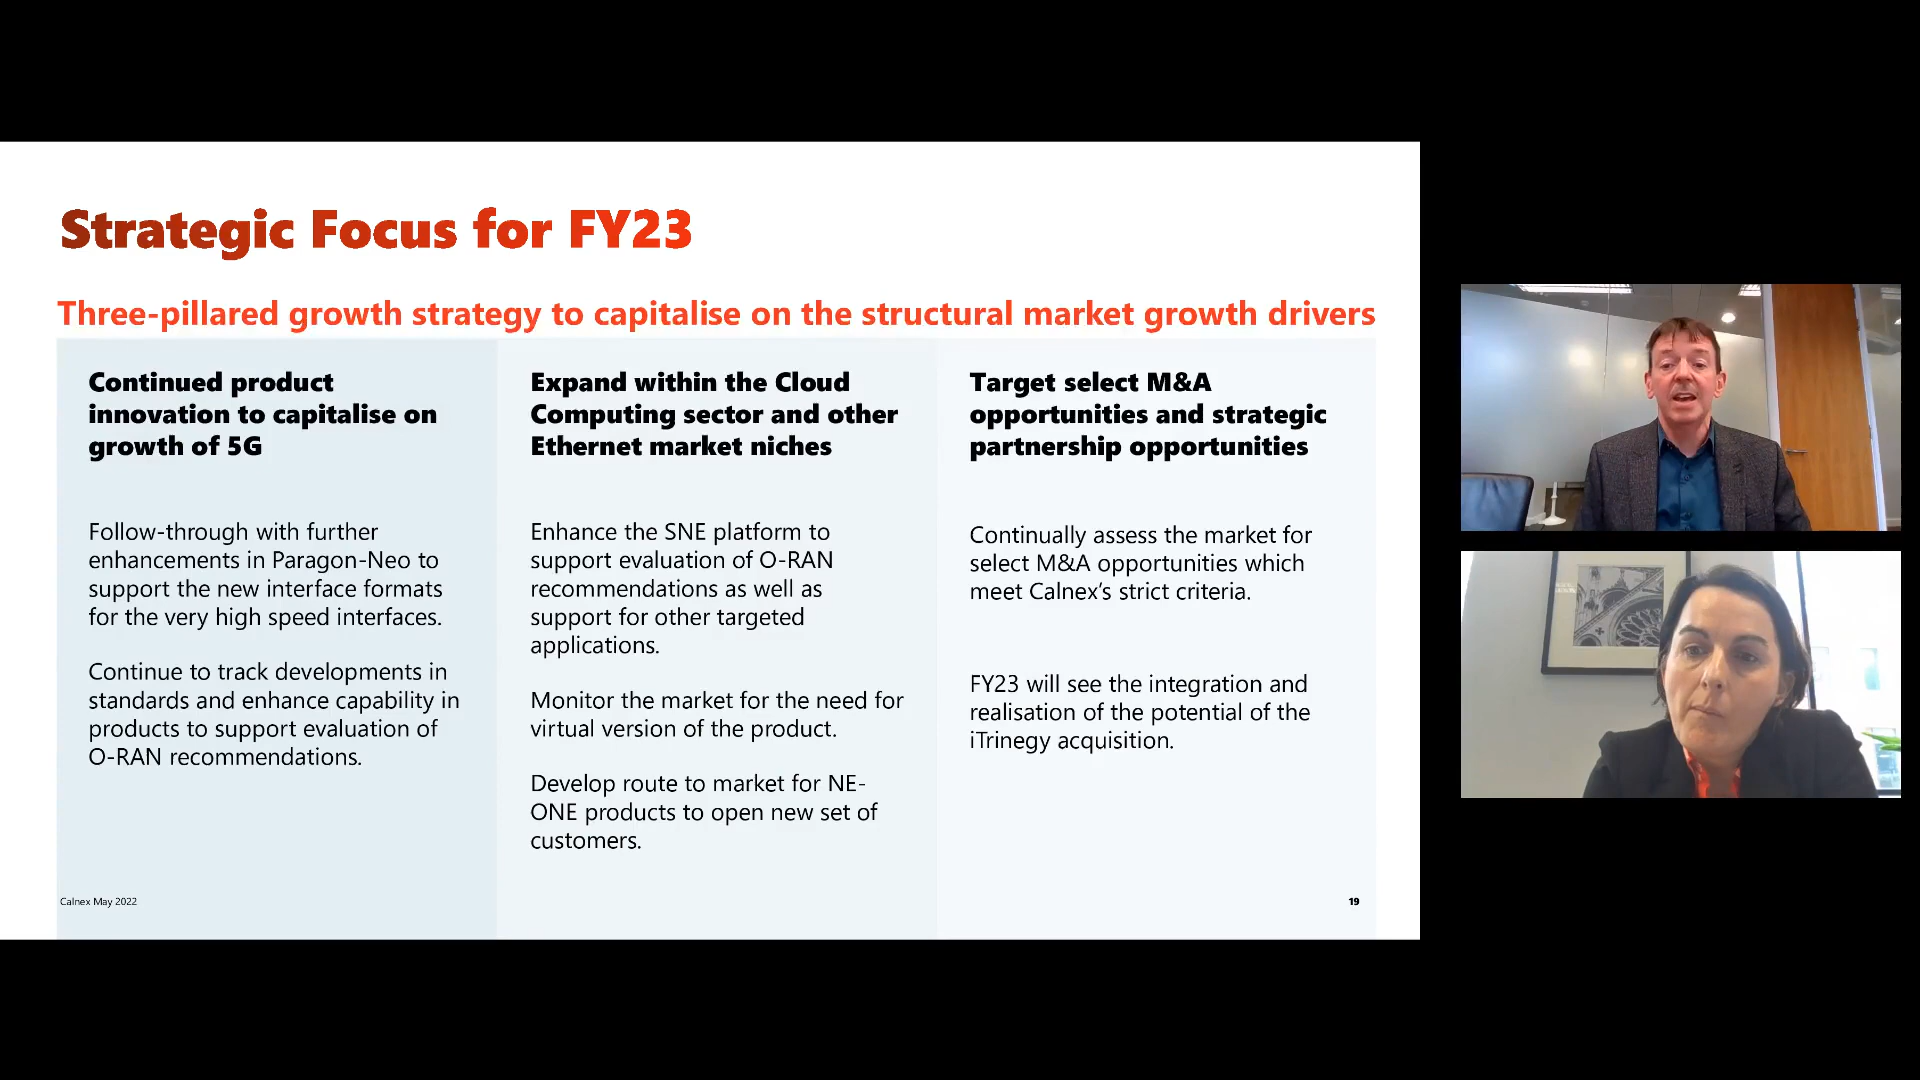 Strategic Focus for FY23
Three-pillared growth strategy to capitalise on the structural market growth drivers
Continued product
innovation to capitalise on
growth of 5G
Follow-through with further
enhancements in Paragon-Neo to
support the new interface formats
for the very high speed interfaces.
Continue to track developments in
standards and enhance capability in
products to support evaluation of
O-RAN recommendations.
Expand within the Cloud
Computing sector and other
Ethernet market niches
Enhance the SNE platform to
support evaluation of O-RAN
recommendations as well as
support for other targeted
applications.
Monitor the market for the need for
virtual version of the product.
Develop route to market for NE-
ONE products to open new set of
customers.
Target select M&A
opportunities and strategic
partnership opportunities
Continually assess the market for
select M&A opportunities which
meet Calnex’s strict criteria.
FY23 will see the integration and
realisation of the potential of the
iTrinegy acquisition.
Calnex May 2022
19